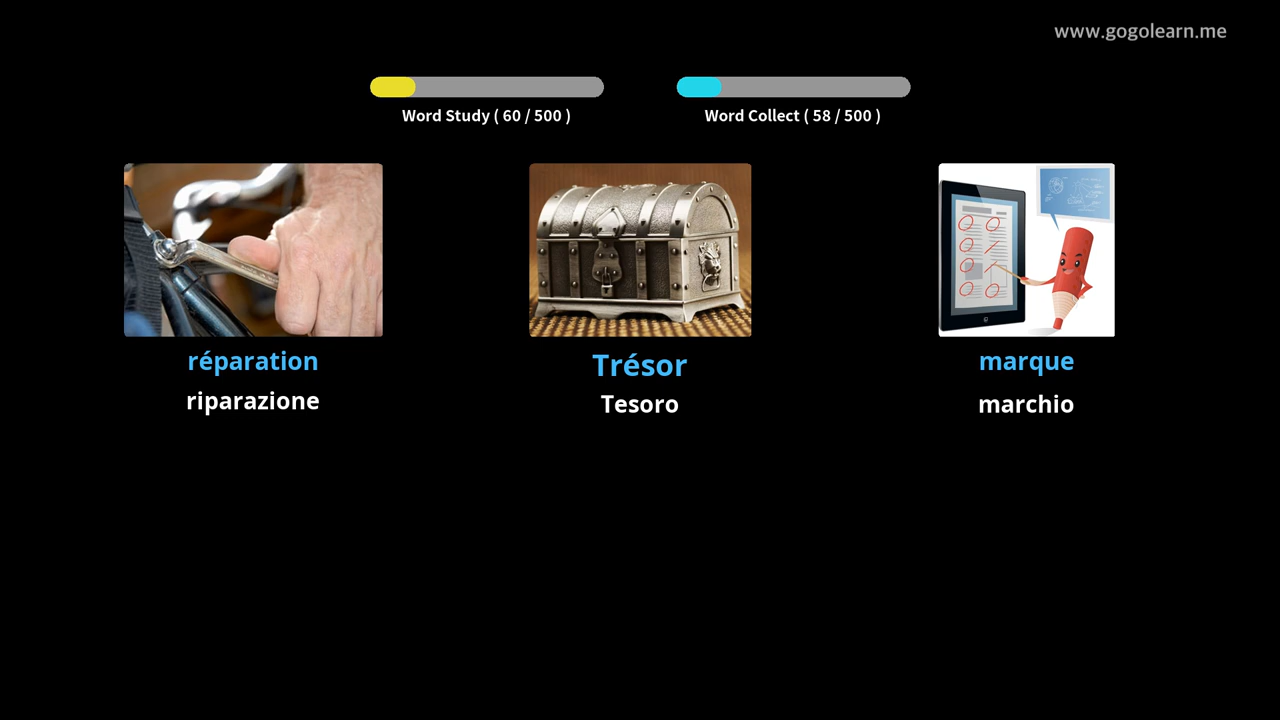 www.gogolearn.me
Word Study ( 60 / 500 )
Word Collect ( 58 / 500 )
réparation
riparazione
Trésor
Tesoro
marque
marchio